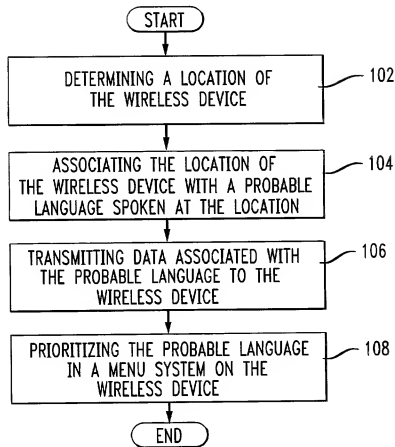 START
DETERMINING A LOCATION OF
THE WIRELESS DEVICE
102
ASSOCIATING THE LOCATION OF
THE WIRELESS DEVICE WITH A PROBABLE
LANGUAGE SPOKEN AT THE LOCATION
104
TRANSMITTING DATA ASSOCIATED WITH
THE PROBABLE LANGUAGE TO THE
WIRELESS DEVICE
106
PRIORITIZING THE PROBABLE LANGUAGE
IN A MENU SYSTEM ON THE
WIRELESS DEVICE
108
END